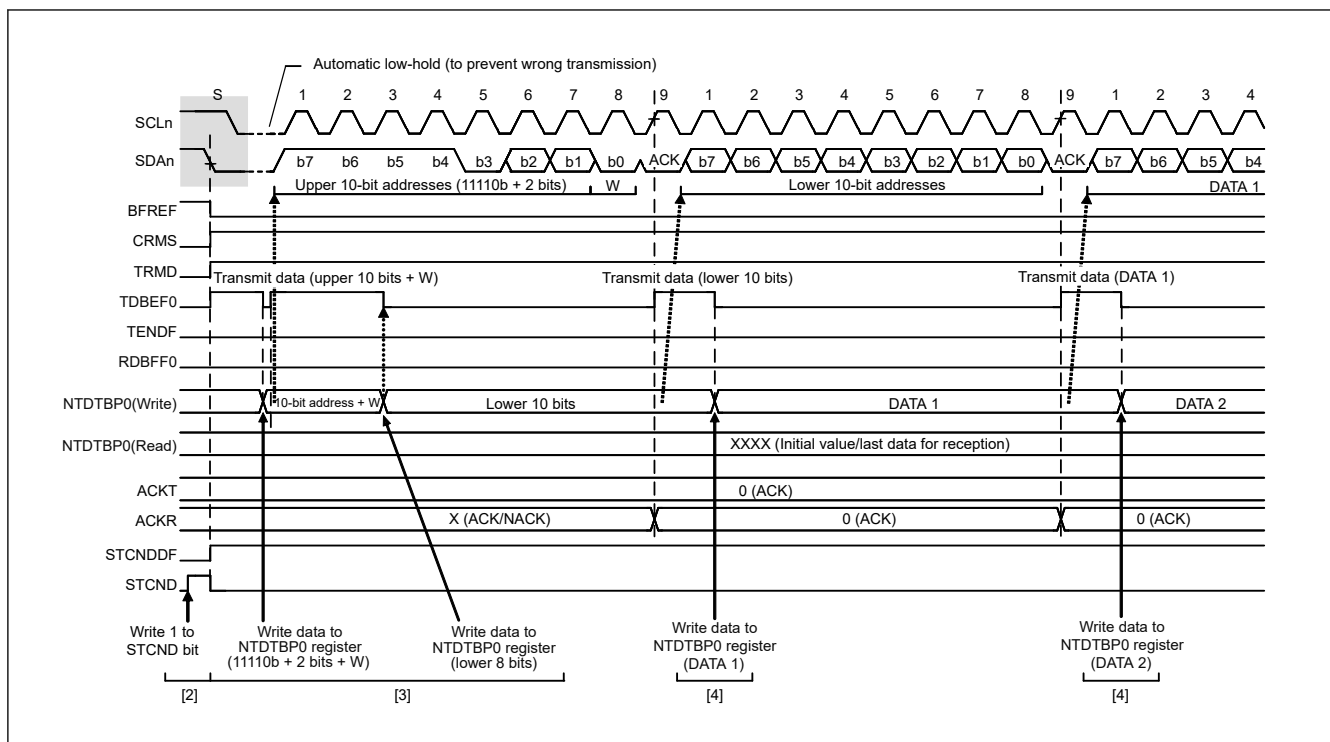 Automatic low-hold (to prevent wrong transmission)
S 1 2 3 4 5 6 7 8 9 1 2 3 4 5 6 7 8 9 1 2 3 4
SCLn
SDAn b7 b6 b5 b4 b3 b2 b1 b0 ACK b7 b6 b5 b4 b3 b2 b1 b0 ACK b7 b6 b5 b4
Upper 10-bit addresses (11110b + 2 bits) W Lower 10-bit addresses DATA 1
BFREF
CRMS
TRMD
Transmit data (upper 10 bits + W) Transmit data (lower 10 bits) Transmit data (DATA 1)
TDBEF0
TENDF
RDBFF0
NTDTBP0(Write) 10-bit address + W Lower 10 bits DATA 1 DATA 2
NTDTBP0(Read) XXXX (Initial value/last data for reception)
ACKT 0 (ACK)
ACKR X (ACK/NACK) 0 (ACK) 0 (ACK)
STCNDDF
STCND
Write 1 to
STCND bit
Write data to
NTDTBP0 register
(11110b + 2 bits + W)
Write data to
NTDTBP0 register
(lower 8 bits)
Write data to
NTDTBP0 register
(DATA 1)
Write data to
NTDTBP0 register
(DATA 2)
[2] [3] [4] [4]